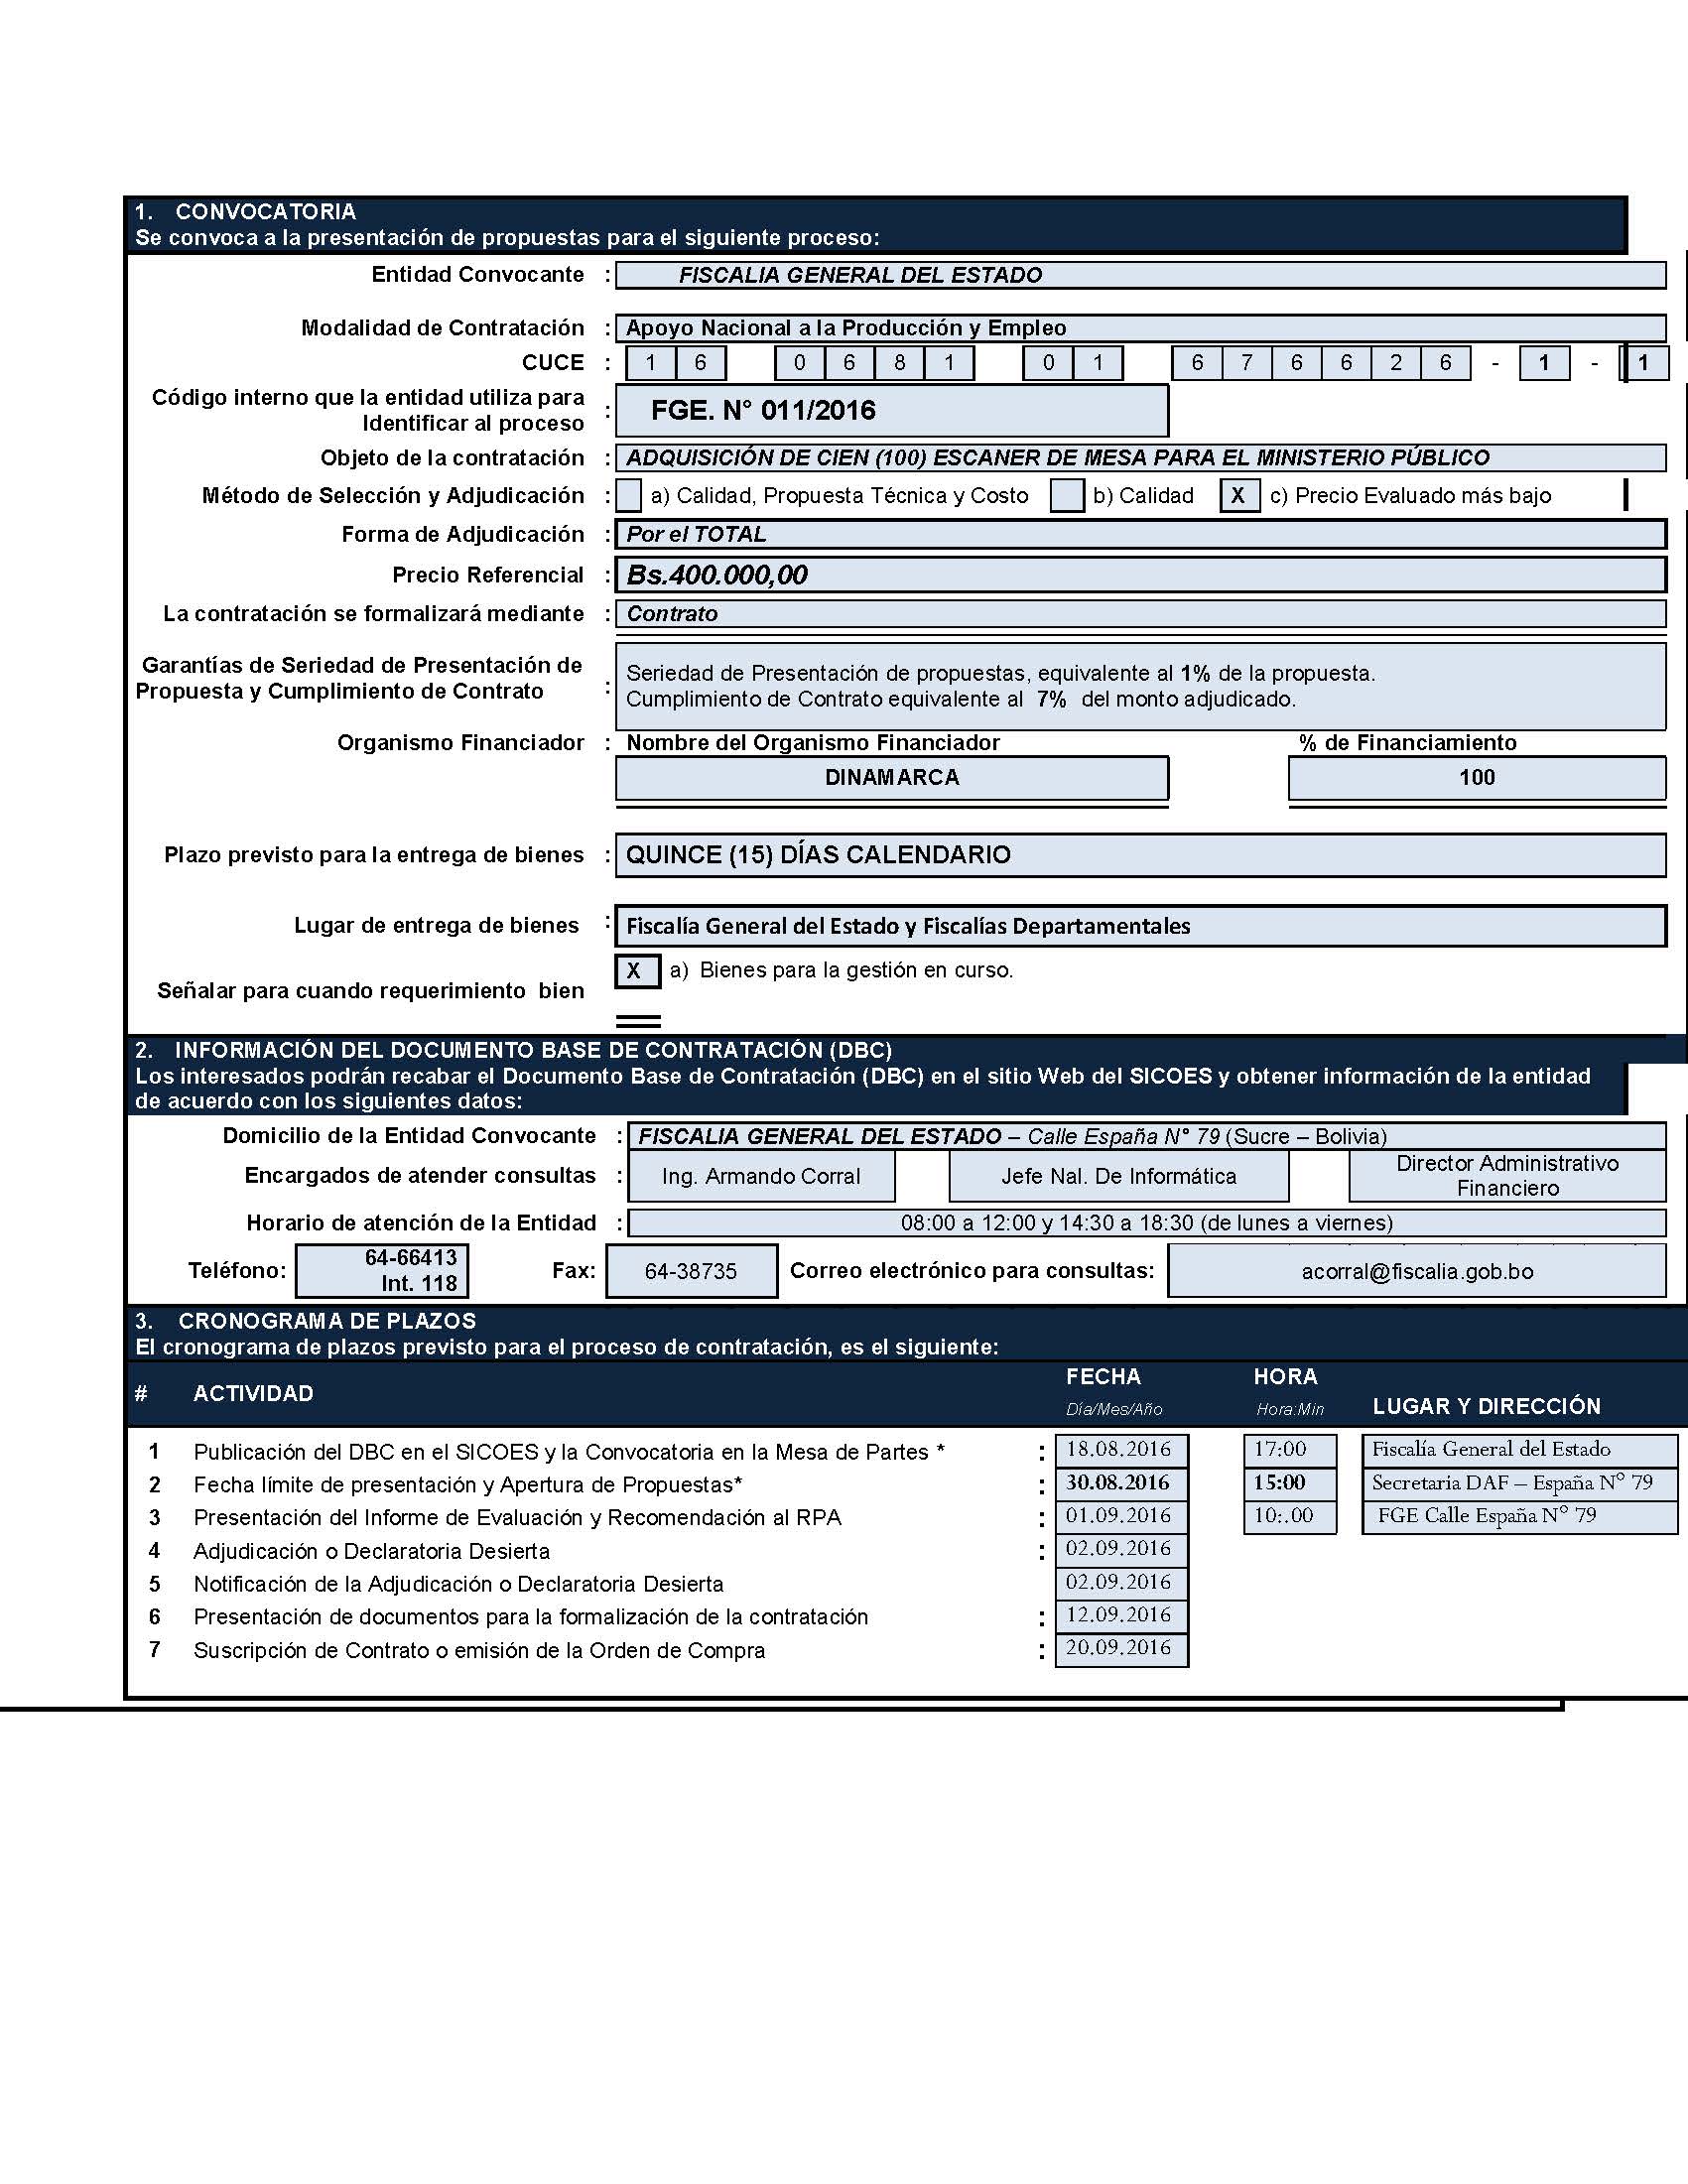 1. CONVOCATORIA
Se convoca a la presentación de propuestas para el siguiente proceso:
Entidad Convocante : FISCALIA GENERAL DEL ESTADO
Modalidad de Contratación : Apoyo Nacional a la Producción y Empleo
CUCE : 1 6 0 6 8 1 0 1 6 7 6 6 2 6 - 1 - 1
Código interno que la entidad utiliza para
Identificar al proceso : FGE. N° 011/2016
Objeto de la contratación : ADQUISICIÓN DE CIEN (100) ESCANER DE MESA PARA EL MINISTERIO PÚBLICO
Método de Selección y Adjudicación : a) Calidad, Propuesta Técnica y Costo b) Calidad X c) Precio Evaluado más bajo
Forma de Adjudicación : Por el TOTAL
Precio Referencial : Bs.400.000,00
La contratación se formalizará mediante : Contrato
Garantías de Seriedad de Presentación de
Propuesta y Cumplimiento de Contrato :
Seriedad de Presentación de propuestas, equivalente al 1% de la propuesta.
Cumplimiento de Contrato equivalente al 7% del monto adjudicado.
Organismo Financiador : Nombre del Organismo Financiador % de Financiamiento
DINAMARCA 100
Plazo previsto para la entrega de bienes : QUINCE (15) DÍAS CALENDARIO
Lugar de entrega de bienes : Fiscalía General del Estado y Fiscalías Departamentales
X a) Bienes para la gestión en curso.
Señalar para cuando requerimiento bien
2. INFORMACIÓN DEL DOCUMENTO BASE DE CONTRATACIÓN (DBC)
Los interesados podrán recabar el Documento Base de Contratación (DBC) en el sitio Web del SICOES y obtener información de la entidad
de acuerdo con los siguientes datos:
Domicilio de la Entidad Convocante : FISCALIA GENERAL DEL ESTADO – Calle España N° 79 (Sucre – Bolivia)
Encargados de atender consultas : Ing. Armando Corral Jefe Nal. De Informática Director Administrativo
Financiero
Horario de atención de la Entidad : 08:00 a 12:00 y 14:30 a 18:30 (de lunes a viernes)
Teléfono: 64-66413
Int. 118
Fax: 64-38735 Correo electrónico para consultas: acorral@fiscalia.gob.bo
3. CRONOGRAMA DE PLAZOS
El cronograma de plazos previsto para el proceso de contratación, es el siguiente:
# ACTIVIDAD FECHA HORA LUGAR Y DIRECCIÓN
Día/Mes/Año Hora:Min
1 Publicación del DBC en el SICOES y la Convocatoria en la Mesa de Partes * : 18.08.2016 17:00 Fiscalía General del Estado
2 Fecha límite de presentación y Apertura de Propuestas* : 30.08.2016 15:00 Secretaria DAF – España N° 79
3 Presentación del Informe de Evaluación y Recomendación al RPA : 01.09.2016 10:.00 FGE Calle España N° 79
4 Adjudicación o Declaratoria Desierta : 02.09.2016
5 Notificación de la Adjudicación o Declaratoria Desierta 02.09.2016
6 Presentación de documentos para la formalización de la contratación : 12.09.2016
7 Suscripción de Contrato o emisión de la Orden de Compra : 20.09.2016